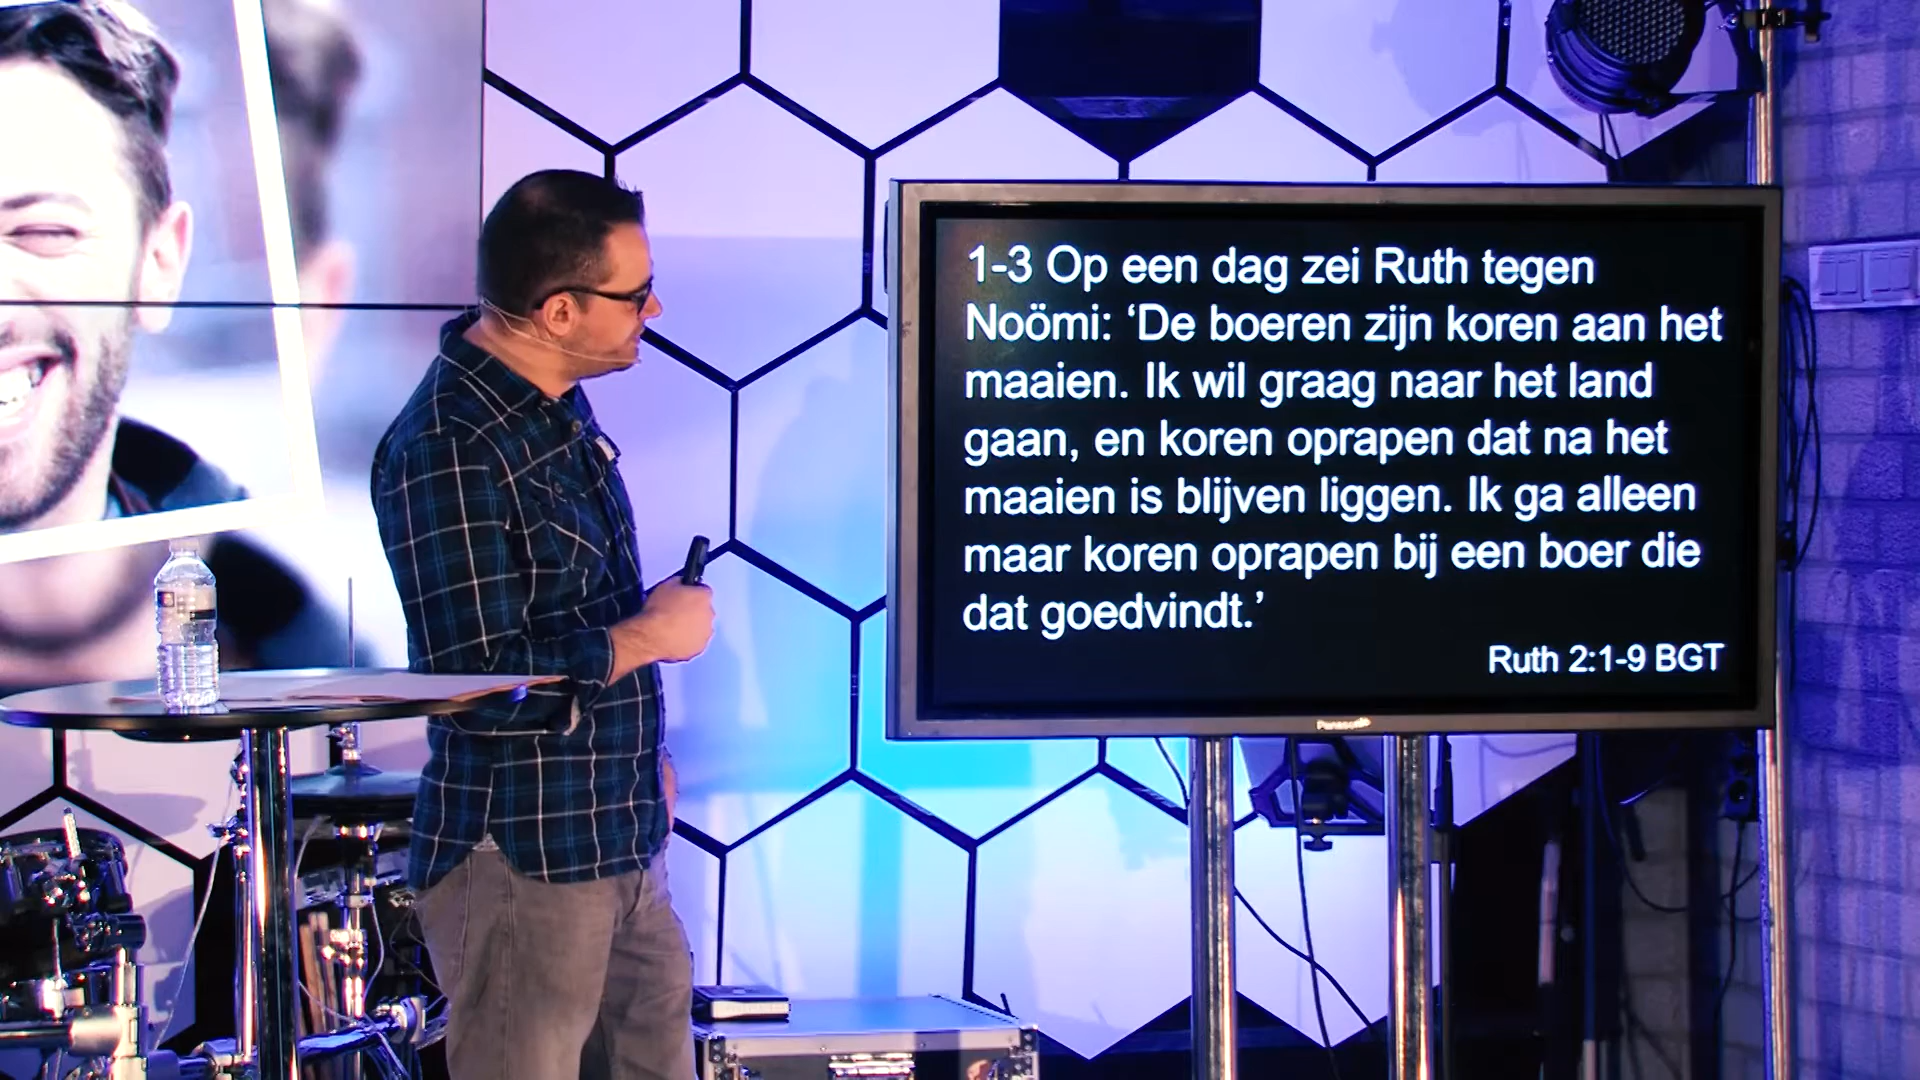 1-3 Op een dag zei Ruth tegen
Noömi: ‘De boeren zijn koren aan het
maaien. Ik wil graag naar het land
gaan, en koren oprapen dat na het
maaien is blijven liggen. Ik ga alleen
maar koren oprapen bij een boer die
dat goedvindt.’
Ruth 2:1-9 BGT
Panasonic